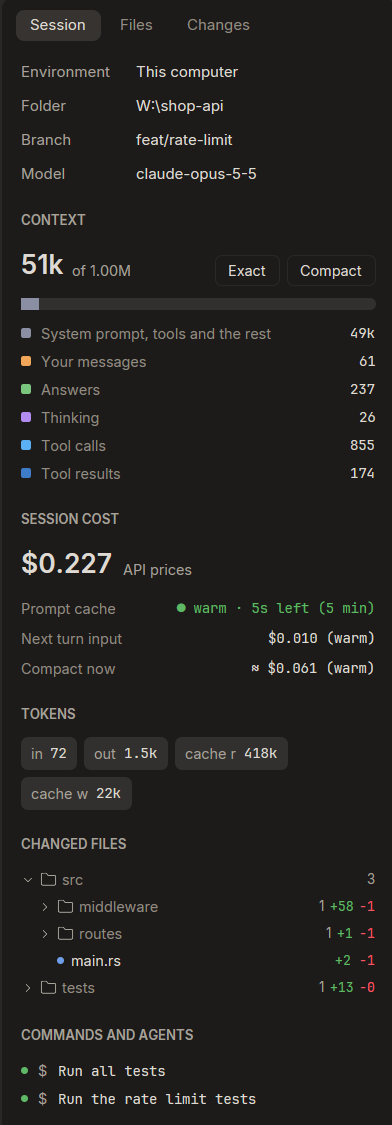 Session Files Changes
Environment This computer
Folder W:\shop-api
Branch feat/rate-limit
Model claude-opus-5-5
CONTEXT
51k of 1.00M Exact Compact
System prompt, tools and the rest 49k
Your messages 61
Answers 237
Thinking 26
Tool calls 855
Tool results 174
SESSION COST
$0.227 API prices
Prompt cache warm · 5s left (5 min)
Next turn input $0.010 (warm)
Compact now ≈ $0.061 (warm)
TOKENS
in 72 out 1.5k cache r 418k
cache w 22k
CHANGED FILES
src 3
middleware 1 +58 -1
routes 1 +1 -1
main.rs +2 -1
tests 1 +13 -0
COMMANDS AND AGENTS
$ Run all tests
$ Run the rate limit tests